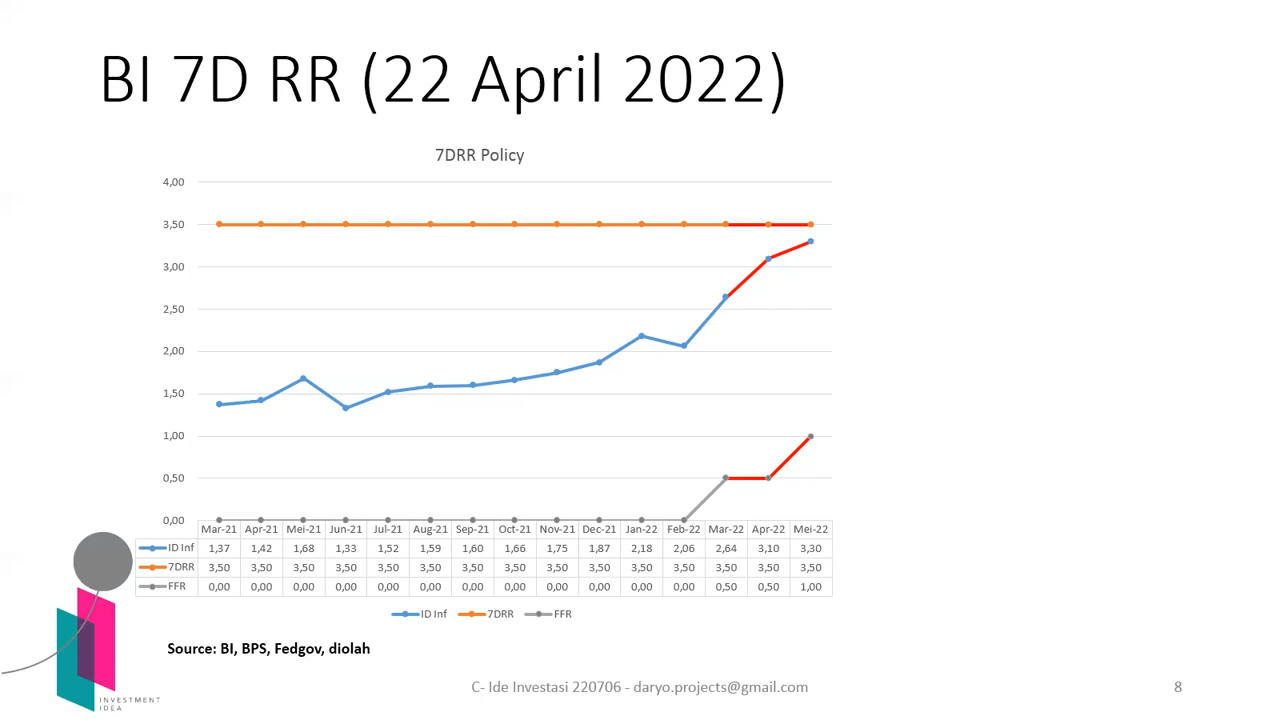 BI 7D RR (22 April 2022)
7DRR Policy
4,00
3,50
3,00
2,50
2,00
1,50
1,00
0,50
0,00
Mar-21 Apr-21 Mei-21 Jun-21 Jul-21 Aug-21 Sep-21 Oct-21 Nov-21 Dec-21 Jan-22 Feb-22 Mar-22 Apr-22 Mei-22
ID Inf 1,37 1,42 1,68 1,33 1,52 1,59 1,60 1,66 1,75 1,87 2,18 2,06 2,64 3,10 3,30
7DRR 3,50 3,50 3,50 3,50 3,50 3,50 3,50 3,50 3,50 3,50 3,50 3,50 3,50 3,50 3,50
FFR 0,00 0,00 0,00 0,00 0,00 0,00 0,00 0,00 0,00 0,00 0,00 0,00 0,50 0,50 1,00
ID Inf 7DRR FFR
Source: BI, BPS, Fedgov, diolah
INVESTMENT
IDEA
C- Ide Investasi 220706 - daryo.projects@gmail.com
8